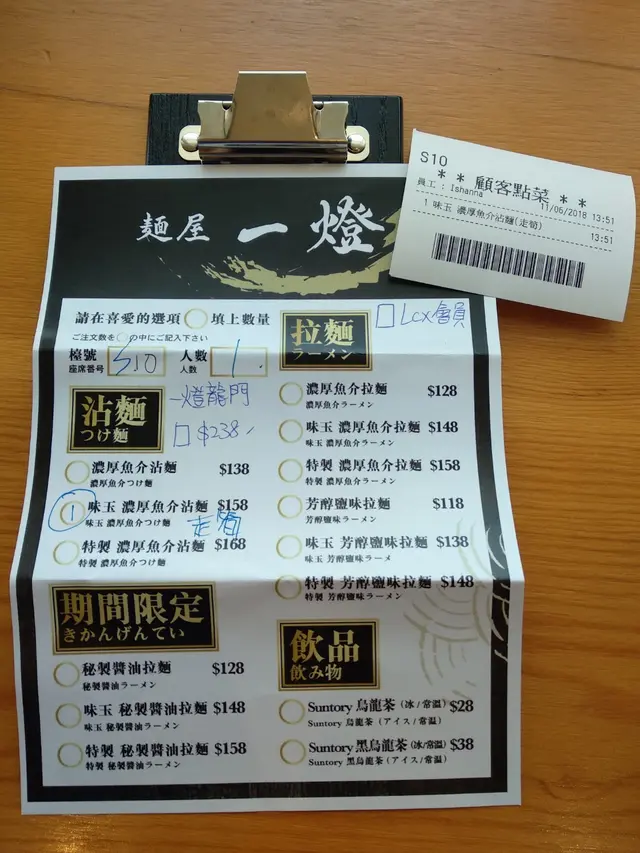 麵屋 一燈
S10
** 顧客點菜 **
員工: Ishanna 11/06/2018 13:51
1 味玉 濃厚魚介沾麵(走筍)
13:51
請在喜愛的選項○填上數量
ご注文数を○の中にご記入下さい
檯號 S10 人數 1
座席番号 人数
沾麵
つけ麺
一燈龍門
□ $238
濃厚魚介沾麵 $138
濃厚魚介つけ麵
1 味玉 濃厚魚介沾麵 $158
味玉 濃厚魚介つけ麵
走筍
特製 濃厚魚介沾麵 $168
特製 濃厚魚介つけ麵
期間限定
きかんげんてい
秘製醬油拉麵 $128
秘製醤油ラーメン
味玉 秘製醬油拉麵 $148
味玉 秘製醤油ラーメン
特製 秘製醬油拉麵 $158
特製 秘製醤油ラーメン
拉麵
ラーメン
□ Lcx會員
濃厚魚介拉麵 $128
濃厚魚介ラーメン
味玉 濃厚魚介拉麵 $148
味玉 濃厚魚介ラーメン
特製 濃厚魚介拉麵 $158
特製 濃厚魚介ラーメン
芳醇鹽味拉麵 $118
芳醇鹽味ラーメン
味玉 芳醇鹽味拉麵 $138
味玉 芳醇鹽味ラーメ
特製 芳醇鹽味拉麵 $148
特製 芳醇鹽味ラーメン
飲品
飲み物
Suntory 烏龍茶 (冰/常溫) $28
Suntory 烏龍茶 (アイス/常温)
Suntory 黑烏龍茶 (冰/常溫) $38
Suntory 黒烏龍茶 (アイス/常温)